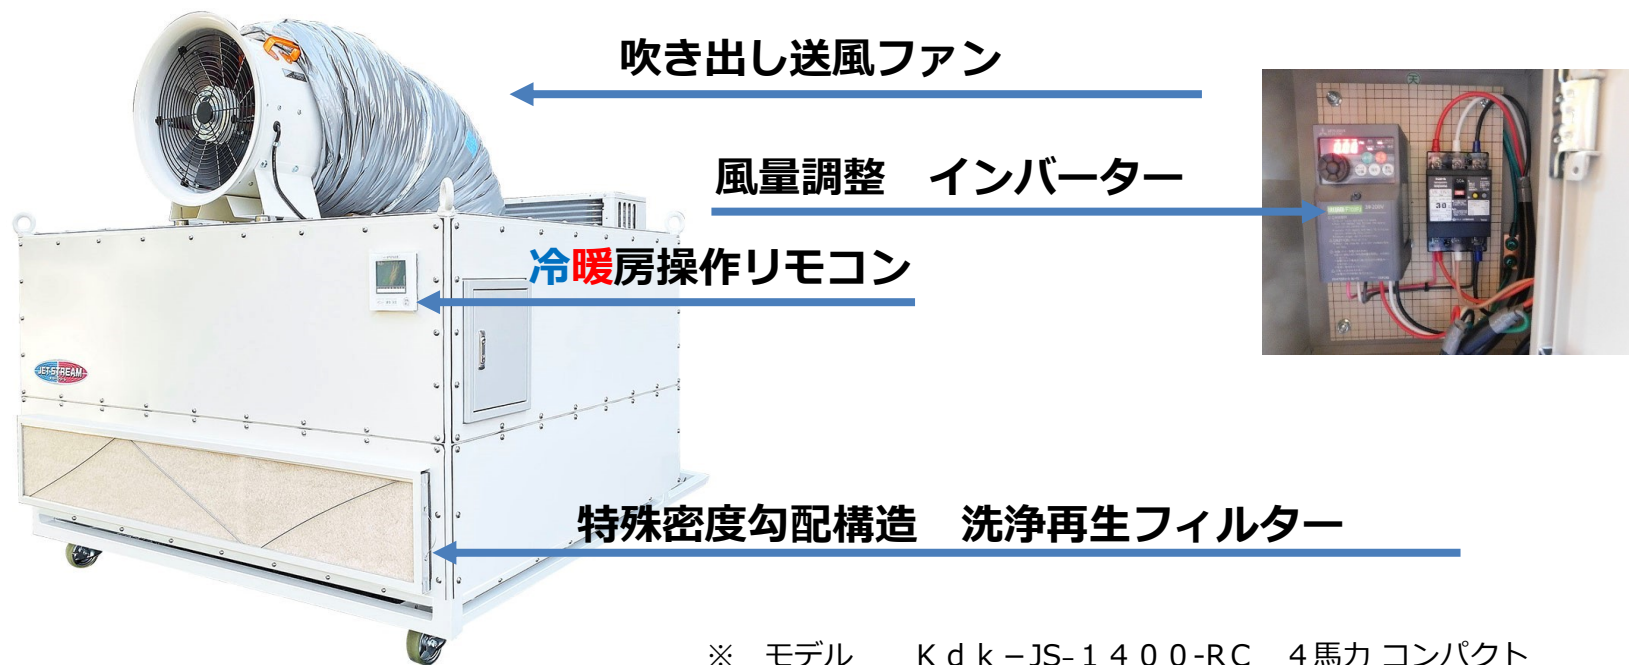 吹き出し送風ファン
風量調整　インバーター
冷暖房操作リモコン
JET-STREAM
特殊密度勾配構造　洗浄再生フィルター
※　モデル　　Ｋｄｋ－JS-１４００-RＣ　４馬力 コンパクト